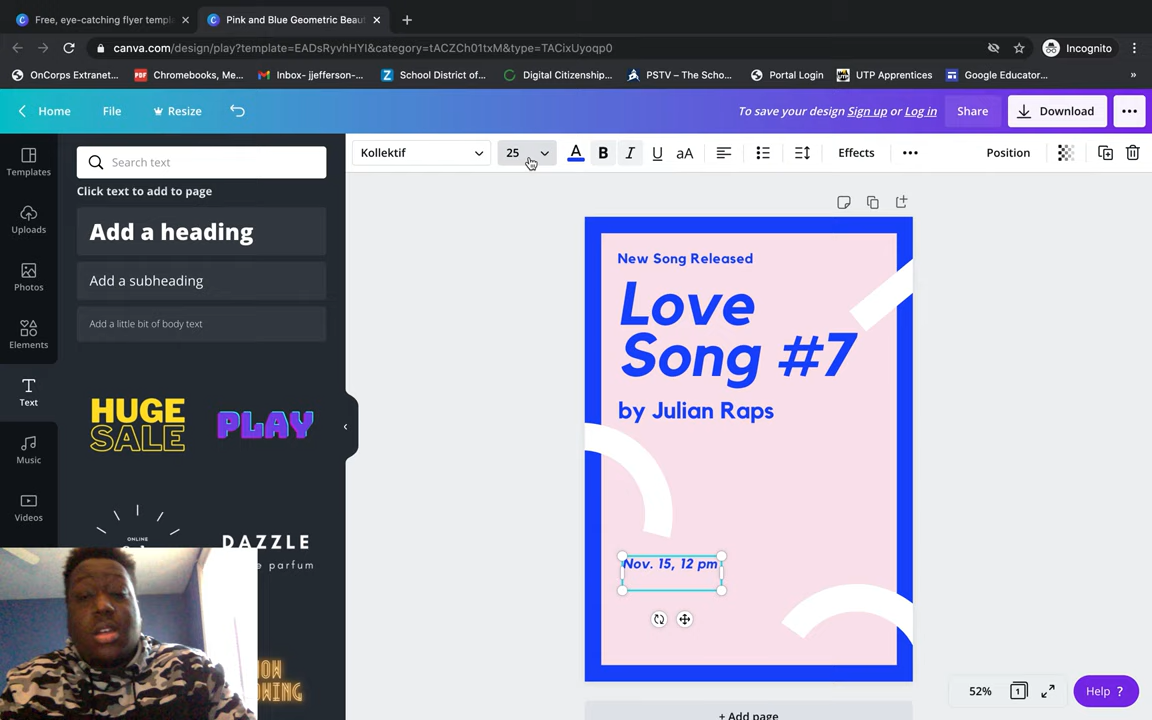 Free, eye-catching flyer templ
Pink and Blue Geometric Beaut
canva.com/design/play?template=EADsRyvhHYI&category=tACZCh01txM&type=TACixUyoqp0
Incognito
OnCorps Extranet...
Chromebooks, Me...
Inbox- jjefferson-...
School District of...
Digital Citizenship...
PSTV – The Scho...
Portal Login
UTP Apprentices
Google Educator...
»
Home
File
Resize
To save your design Sign up or Log in
Share
Download
Templates
Uploads
Photos
Elements
Text
Music
Videos
Search text
Click text to add to page
Add a heading
Add a subheading
Add a little bit of body text
HUGE
SALE
PLAY
ONLINE
DAZZLE
e parfum
Kollektif
25
A
B
I
U
aA
Effects
Position
New Song Released
Love
Song #7
by Julian Raps
Nov. 15, 12 pm
+ Add page
52%
1
Help ?